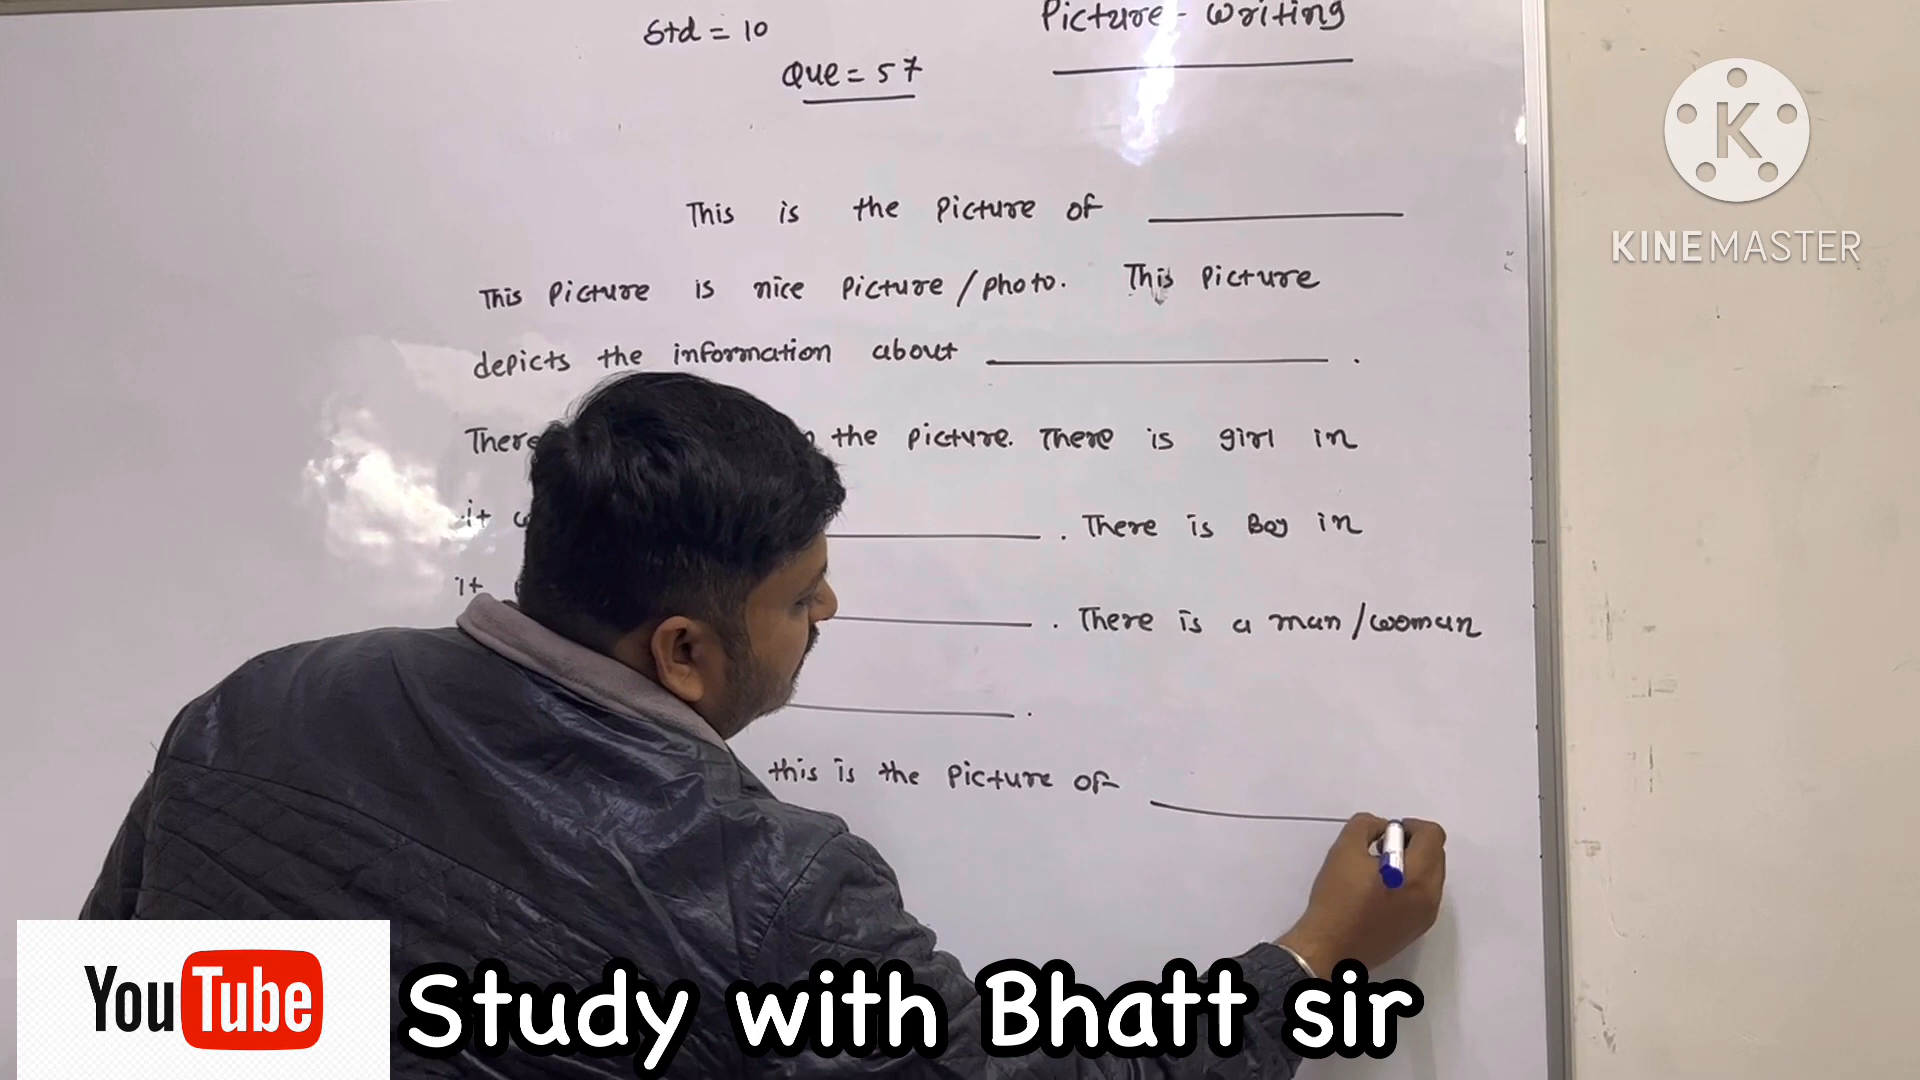 Std = 10
Picture - Writing
Que = 57
K
KINEMASTER
This is the picture of
This picture is nice picture / photo. This picture
depicts the information about .
There the picture. There is girl in
it . There is Boy in
it . There is a man / woman
.
this is the picture of
YouTube
Study with Bhatt sir